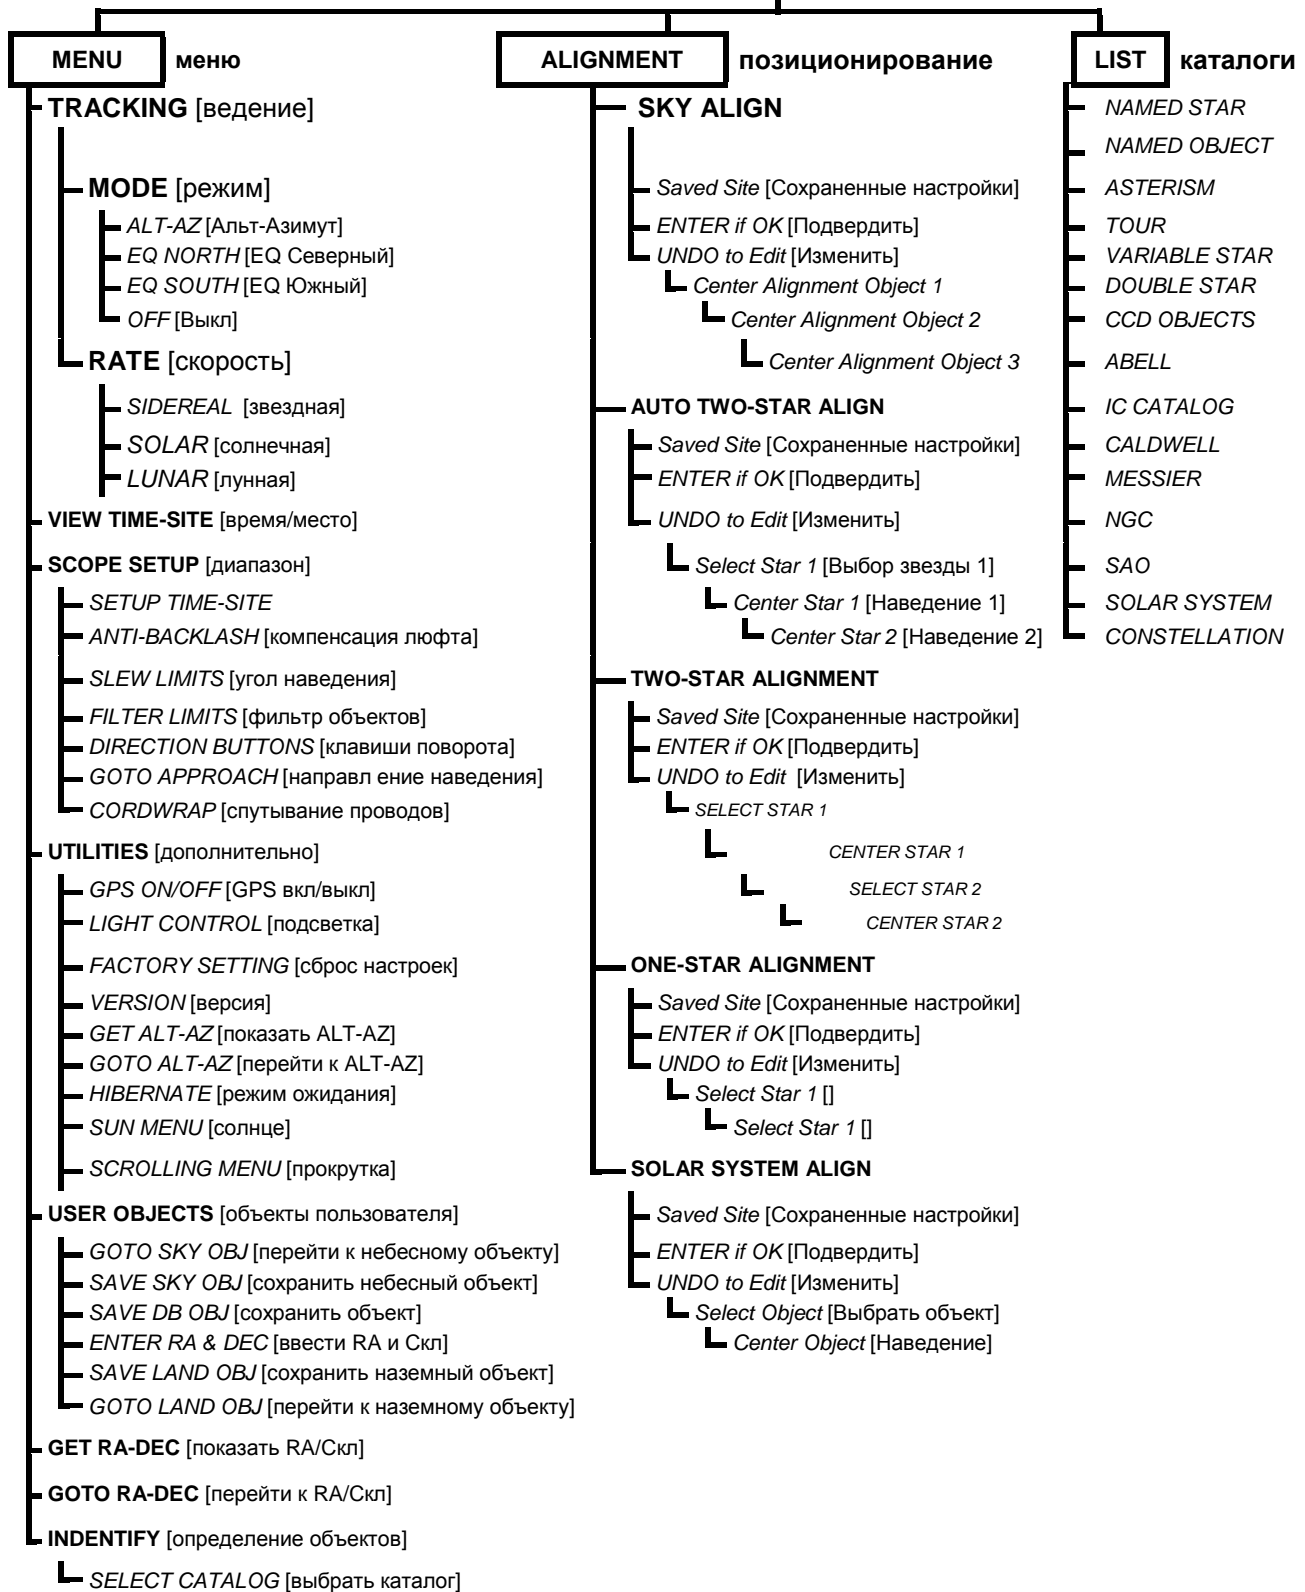 MENU меню
TRACKING [ведение]
MODE [режим]
ALT-AZ [Альт-Азимут]
EQ NORTH [EQ Северный]
EQ SOUTH [EQ Южный]
OFF [Выкл]
RATE [скорость]
SIDEREAL [звездная]
SOLAR [солнечная]
LUNAR [лунная]
VIEW TIME-SITE [время/место]
SCOPE SETUP [диапазон]
SETUP TIME-SITE
ANTI-BACKLASH [компенсация люфта]
SLEW LIMITS [угол наведения]
FILTER LIMITS [фильтр объектов]
DIRECTION BUTTONS [клавиши поворота]
GOTO APPROACH [направл ение наведения]
CORDWRAP [спутывание проводов]
UTILITIES [дополнительно]
GPS ON/OFF [GPS вкл/выкл]
LIGHT CONTROL [подсветка]
FACTORY SETTING [сброс настроек]
VERSION [версия]
GET ALT-AZ [показать ALT-AZ]
GOTO ALT-AZ [перейти к ALT-AZ]
HIBERNATE [режим ожидания]
SUN MENU [солнце]
SCROLLING MENU [прокрутка]
USER OBJECTS [объекты пользователя]
GOTO SKY OBJ [перейти к небесному объекту]
SAVE SKY OBJ [сохранить небесный объект]
SAVE DB OBJ [сохранить объект]
ENTER RA & DEC [ввести RA и Скл]
SAVE LAND OBJ [сохранить наземный объект]
GOTO LAND OBJ [перейти к наземному объекту]
GET RA-DEC [показать RA/Скл]
GOTO RA-DEC [перейти к RA/Скл]
INDENTIFY [определение объектов]
SELECT CATALOG [выбрать каталог]
ALIGNMENT позиционирование
SKY ALIGN
Saved Site [Сохраненные настройки]
ENTER if OK [Подвердить]
UNDO to Edit [Изменить]
Center Alignment Object 1
Center Alignment Object 2
Center Alignment Object 3
AUTO TWO-STAR ALIGN
Saved Site [Сохраненные настройки]
ENTER if OK [Подвердить]
UNDO to Edit [Изменить]
Select Star 1 [Выбор звезды 1]
Center Star 1 [Наведение 1]
Center Star 2 [Наведение 2]
TWO-STAR ALIGNMENT
Saved Site [Сохраненные настройки]
ENTER if OK [Подвердить]
UNDO to Edit [Изменить]
SELECT STAR 1
CENTER STAR 1
SELECT STAR 2
CENTER STAR 2
ONE-STAR ALIGNMENT
Saved Site [Сохраненные настройки]
ENTER if OK [Подвердить]
UNDO to Edit [Изменить]
Select Star 1 []
Select Star 1 []
SOLAR SYSTEM ALIGN
Saved Site [Сохраненные настройки]
ENTER if OK [Подвердить]
UNDO to Edit [Изменить]
Select Object [Выбрать объект]
Center Object [Наведение]
LIST каталоги
NAMED STAR
NAMED OBJECT
ASTERISM
TOUR
VARIABLE STAR
DOUBLE STAR
CCD OBJECTS
ABELL
IC CATALOG
CALDWELL
MESSIER
NGC
SAO
SOLAR SYSTEM
CONSTELLATION